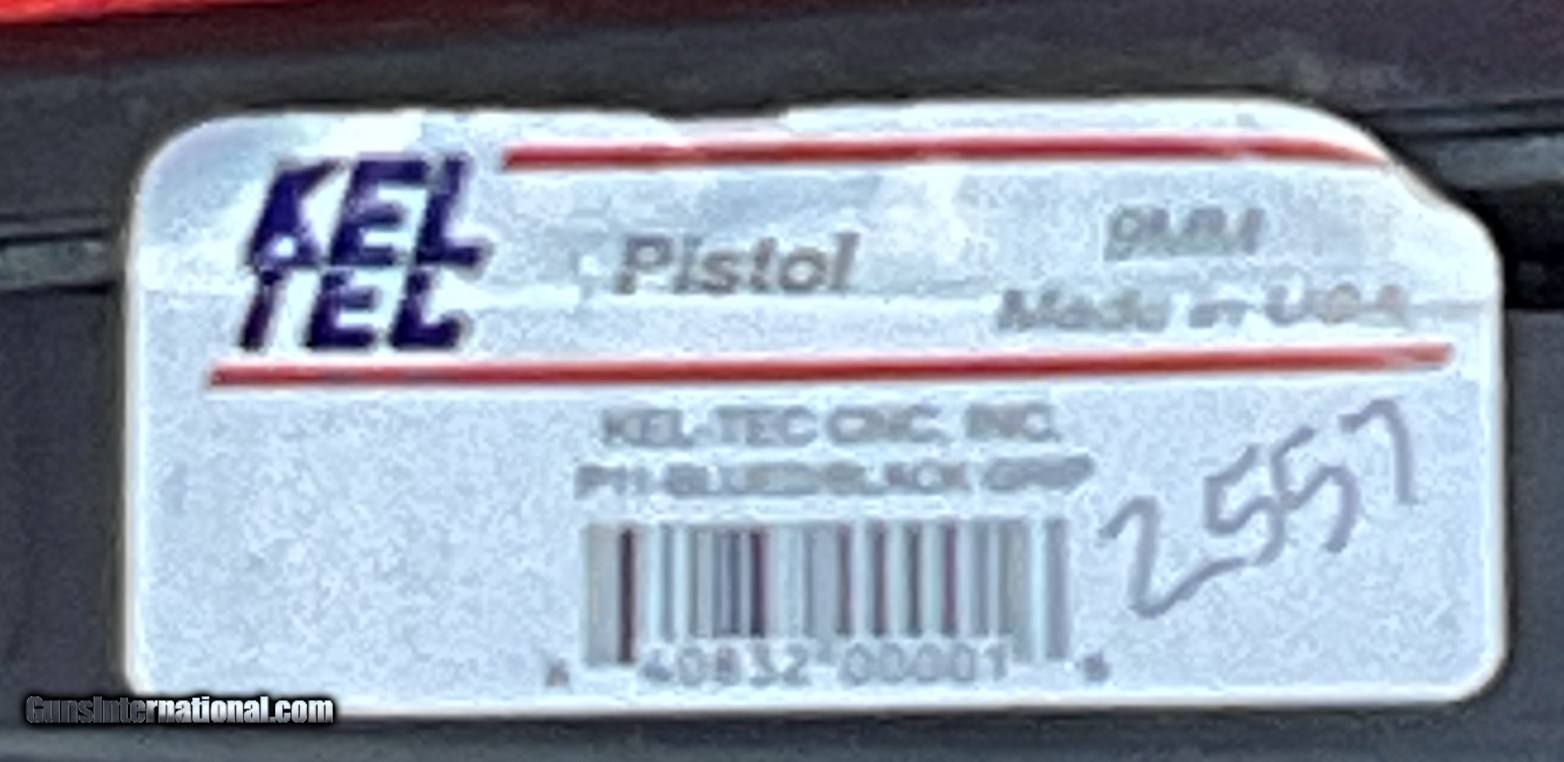 KEL
TEC
Pistol
9MM
Made in USA
KEL-TEC CNC, INC.
P11-BLUED/BLACK GRIP
2557
40832 00001
GunsInternational.com